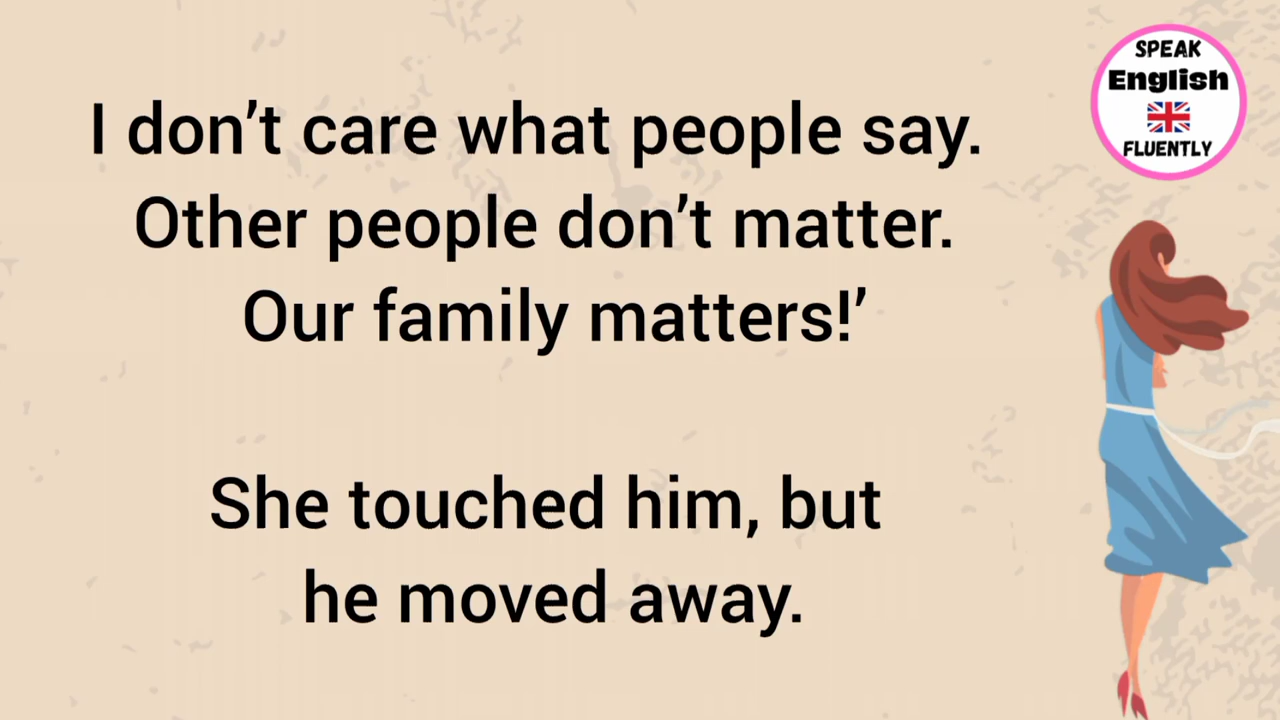 I don’t care what people say.
Other people don’t matter.
Our family matters!’
She touched him, but
he moved away.
SPEAK
English
FLUENTLY